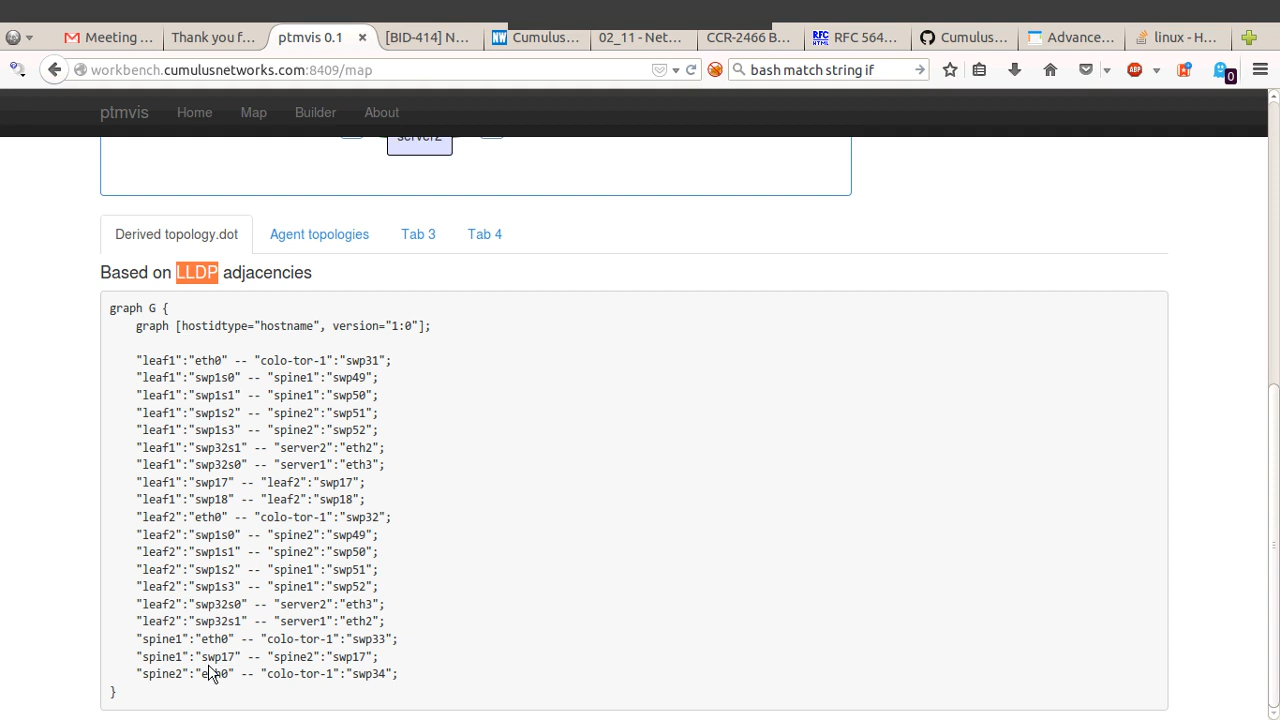 Meeting ...
Thank you f...
ptmvis 0.1
[BID-414] N...
Cumulus...
02_11 - Net...
CCR-2466 B...
RFC 564...
Cumulus...
Advance...
linux - H...
workbench.cumulusnetworks.com:8409/map
bash match string if
0
ptmvis Home Map Builder About
server2
Derived topology.dot Agent topologies Tab 3 Tab 4
Based on LLDP adjacencies
graph G {
graph [hostidtype="hostname", version="1:0"];
"leaf1":"eth0" -- "colo-tor-1":"swp31";
"leaf1":"swp1s0" -- "spine1":"swp49";
"leaf1":"swp1s1" -- "spine1":"swp50";
"leaf1":"swp1s2" -- "spine2":"swp51";
"leaf1":"swp1s3" -- "spine2":"swp52";
"leaf1":"swp32s1" -- "server2":"eth2";
"leaf1":"swp32s0" -- "server1":"eth3";
"leaf1":"swp17" -- "leaf2":"swp17";
"leaf1":"swp18" -- "leaf2":"swp18";
"leaf2":"eth0" -- "colo-tor-1":"swp32";
"leaf2":"swp1s0" -- "spine2":"swp49";
"leaf2":"swp1s1" -- "spine2":"swp50";
"leaf2":"swp1s2" -- "spine1":"swp51";
"leaf2":"swp1s3" -- "spine1":"swp52";
"leaf2":"swp32s0" -- "server2":"eth3";
"leaf2":"swp32s1" -- "server1":"eth2";
"spine1":"eth0" -- "colo-tor-1":"swp33";
"spine1":"swp17" -- "spine2":"swp17";
"spine2":"eth0" -- "colo-tor-1":"swp34";
}